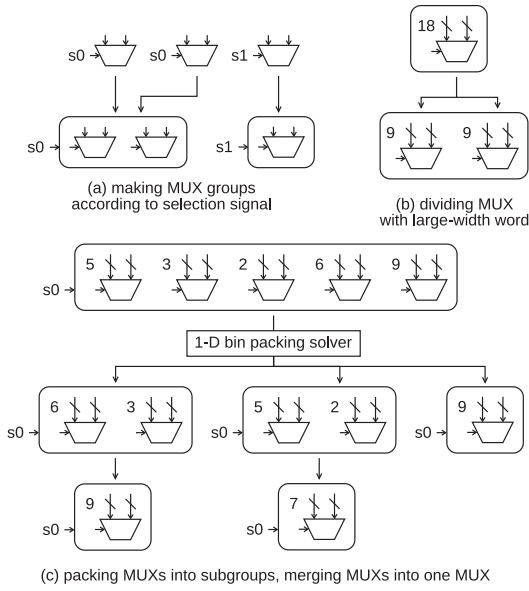 s0 s0 s1 18
s0 s1 9 9
(a) making MUX groups
according to selection signal
(b) dividing MUX
with large-width word
5 3 2 6 9
s0
1-D bin packing solver
6 3 5 2 9
s0 s0 s0
9 7
s0 s0
(c) packing MUXs into subgroups, merging MUXs into one MUX